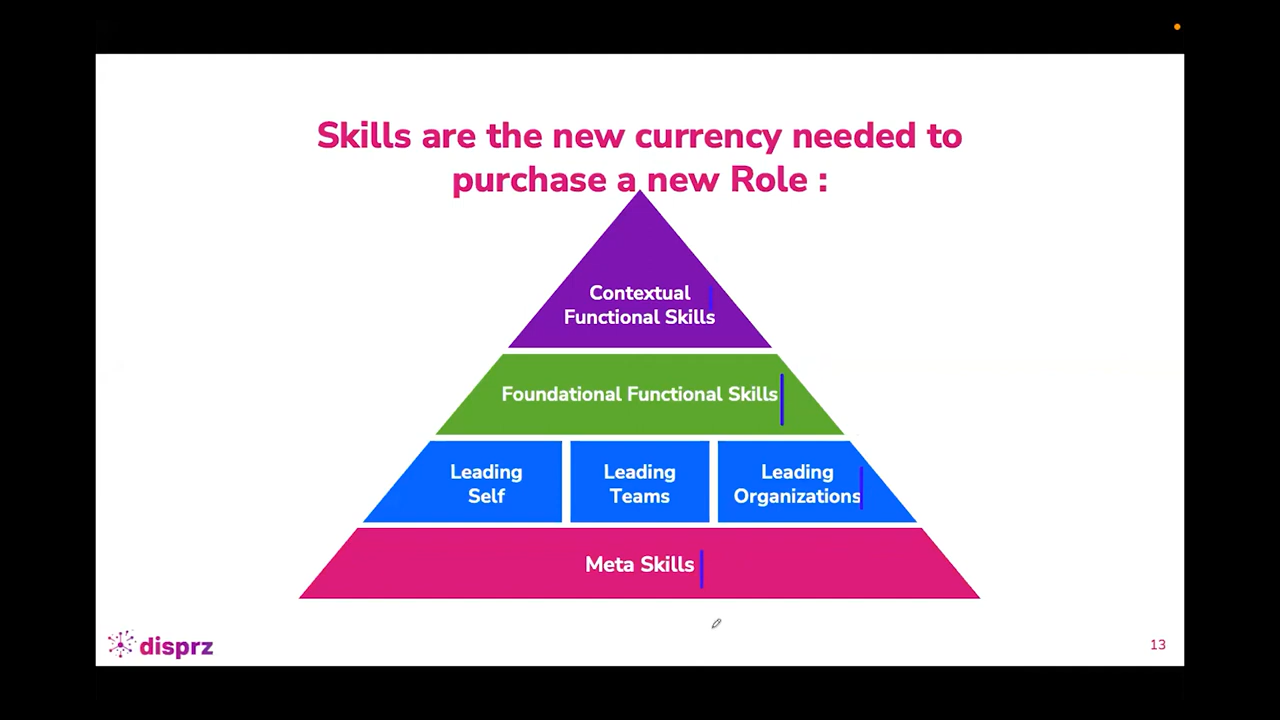 Skills are the new currency needed to
purchase a new Role :
Contextual
Functional Skills
Foundational Functional Skills
Leading
Self
Leading
Teams
Leading
Organizations
Meta Skills
disprz
13